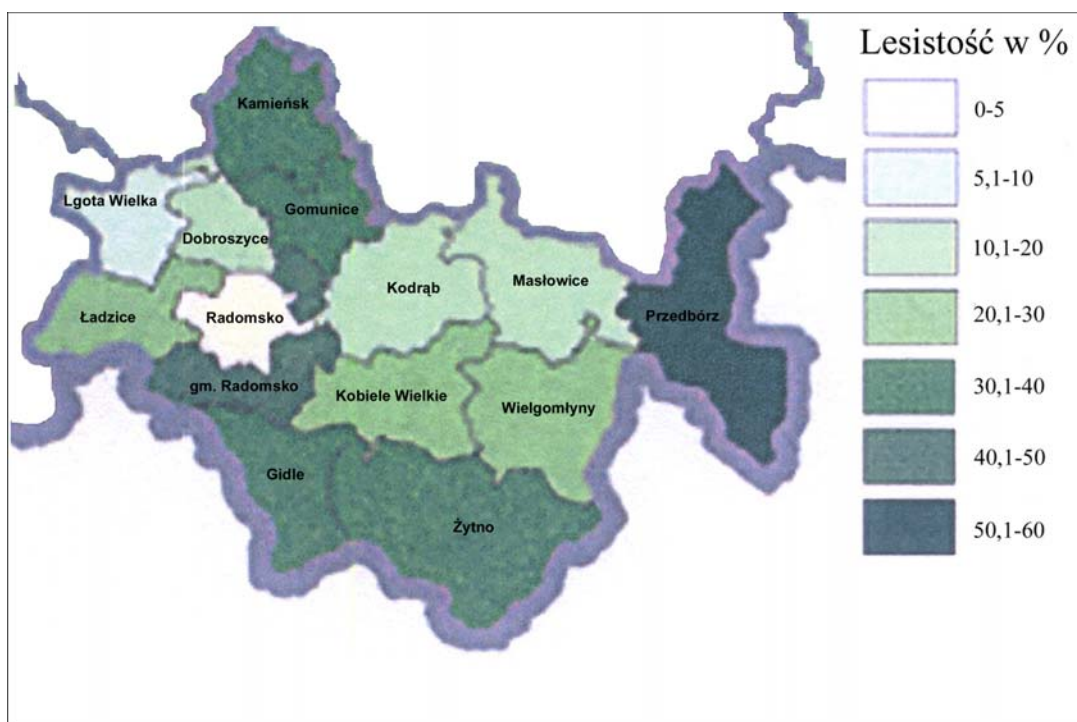 Lesistość w %
0-5
5,1-10
10,1-20
20,1-30
30,1-40
40,1-50
50,1-60
Kamieńsk
Lgota Wielka
Gomunice
Dobroszyce
Kodrąb
Masłowice
Ładzice
Radomsko
Przedbórz
gm. Radomsko
Kobiele Wielkie
Wielgomłyny
Gidle
Żytno